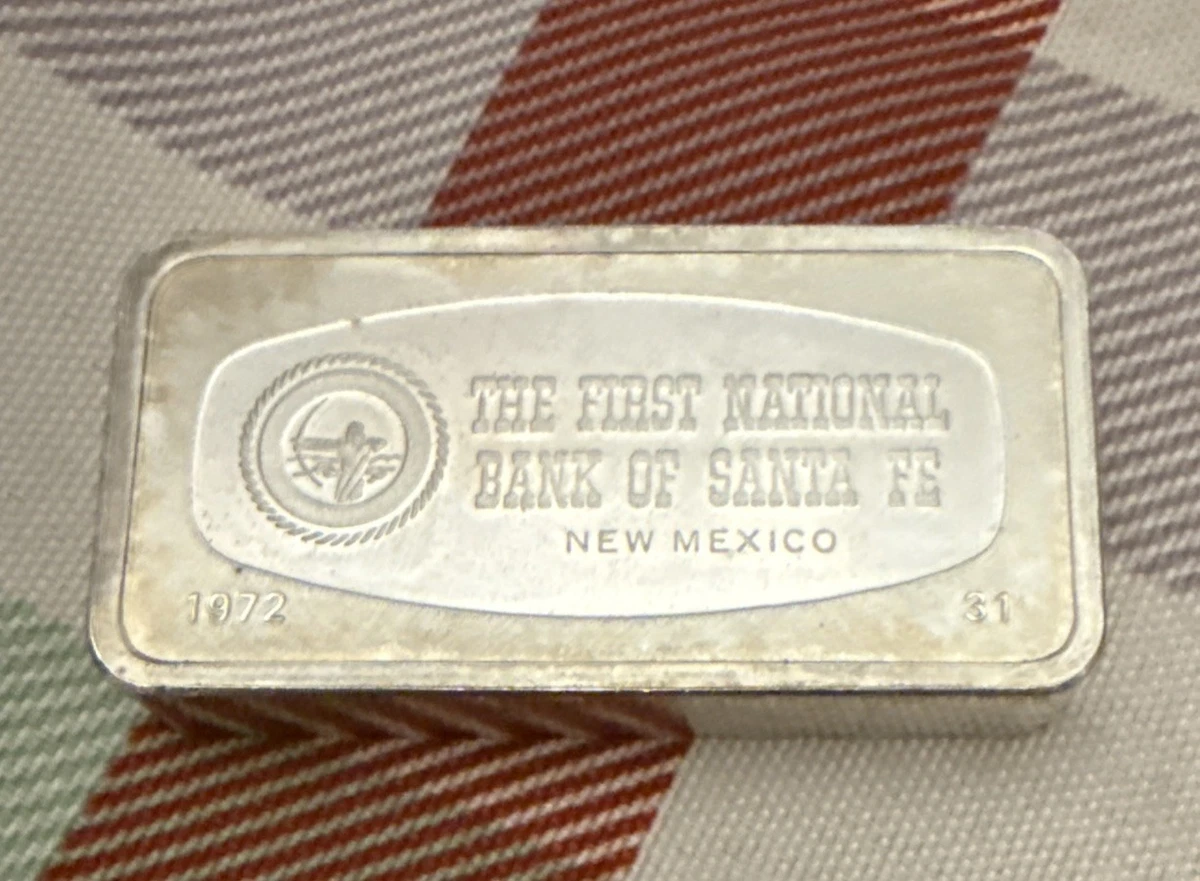 THE FIRST NATIONAL
BANK OF SANTA FE
NEW MEXICO
1972
31